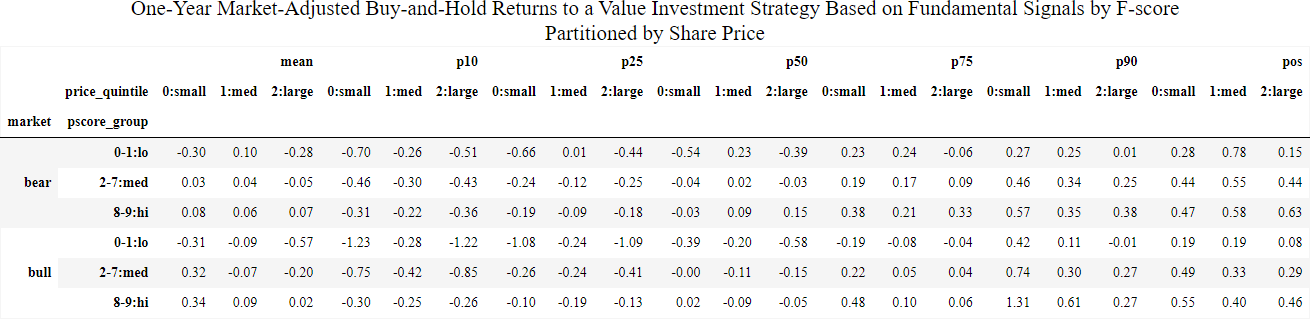 One-Year Market-Adjusted Buy-and-Hold Returns to a Value Investment Strategy Based on Fundamental Signals by F-score
Partitioned by Share Price
mean p10 p25 p50 p75 p90 pos
price_quintile 0:small 1:med 2:large 0:small 1:med 2:large 0:small 1:med 2:large 0:small 1:med 2:large 0:small 1:med 2:large 0:small 1:med 2:large 0:small 1:med 2:large
market pscore_group
0-1:lo -0.30 0.10 -0.28 -0.70 -0.26 -0.51 -0.66 0.01 -0.44 -0.54 0.23 -0.39 0.23 0.24 -0.06 0.27 0.25 0.01 0.28 0.78 0.15
bear 2-7:med 0.03 0.04 -0.05 -0.46 -0.30 -0.43 -0.24 -0.12 -0.25 -0.04 0.02 -0.03 0.19 0.17 0.09 0.46 0.34 0.25 0.44 0.55 0.44
8-9:hi 0.08 0.06 0.07 -0.31 -0.22 -0.36 -0.19 -0.09 -0.18 -0.03 0.09 0.15 0.38 0.21 0.33 0.57 0.35 0.38 0.47 0.58 0.63
0-1:lo -0.31 -0.09 -0.57 -1.23 -0.28 -1.22 -1.08 -0.24 -1.09 -0.39 -0.20 -0.58 -0.19 -0.08 -0.04 0.42 0.11 -0.01 0.19 0.19 0.08
bull 2-7:med 0.32 -0.07 -0.20 -0.75 -0.42 -0.85 -0.26 -0.24 -0.41 -0.00 -0.11 -0.15 0.22 0.05 0.04 0.74 0.30 0.27 0.49 0.33 0.29
8-9:hi 0.34 0.09 0.02 -0.30 -0.25 -0.26 -0.10 -0.19 -0.13 0.02 -0.09 -0.05 0.48 0.10 0.06 1.31 0.61 0.27 0.55 0.40 0.46